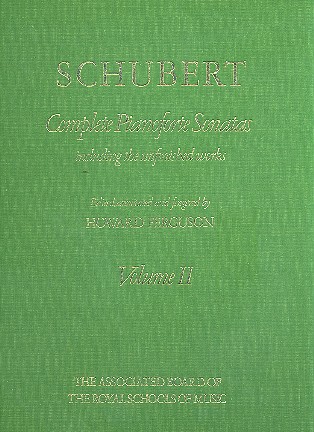 SCHUBERT
Complete Pianoforte Sonatas
including the unfinished works
Edited, annotated and fingered by
HOWARD FERGUSON
Volume II
THE ASSOCIATED BOARD OF
THE ROYAL SCHOOLS OF MUSIC